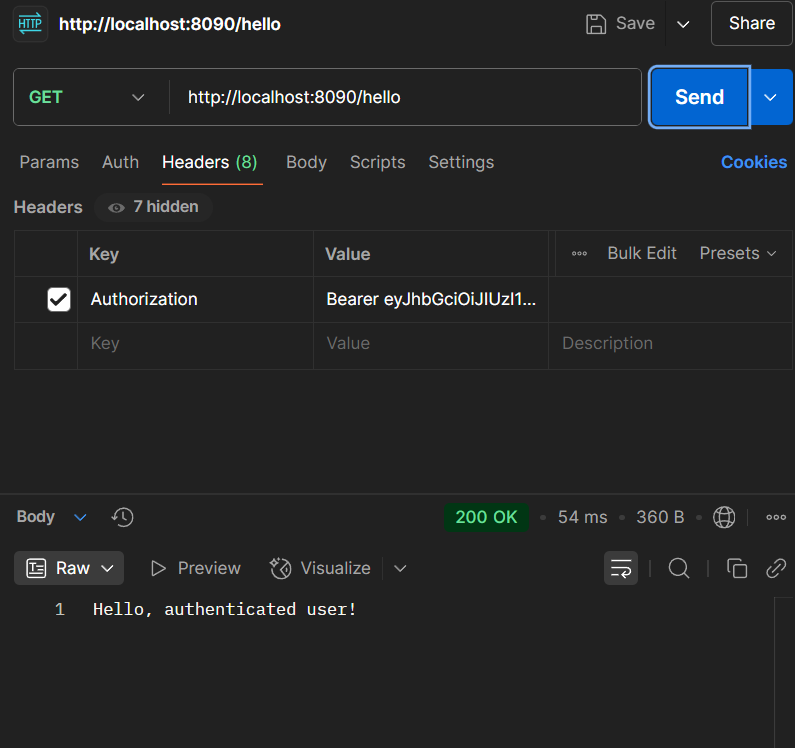 HTTP http://localhost:8090/hello Save Share
GET http://localhost:8090/hello Send
Params Auth Headers (8) Body Scripts Settings Cookies
Headers 7 hidden
Key Value Bulk Edit Presets
Authorization Bearer eyJhbGciOiJIUzI1...
Key Value Description
Body 200 OK • 54 ms • 360 B •
Raw Preview Visualize
1 Hello, authenticated user!